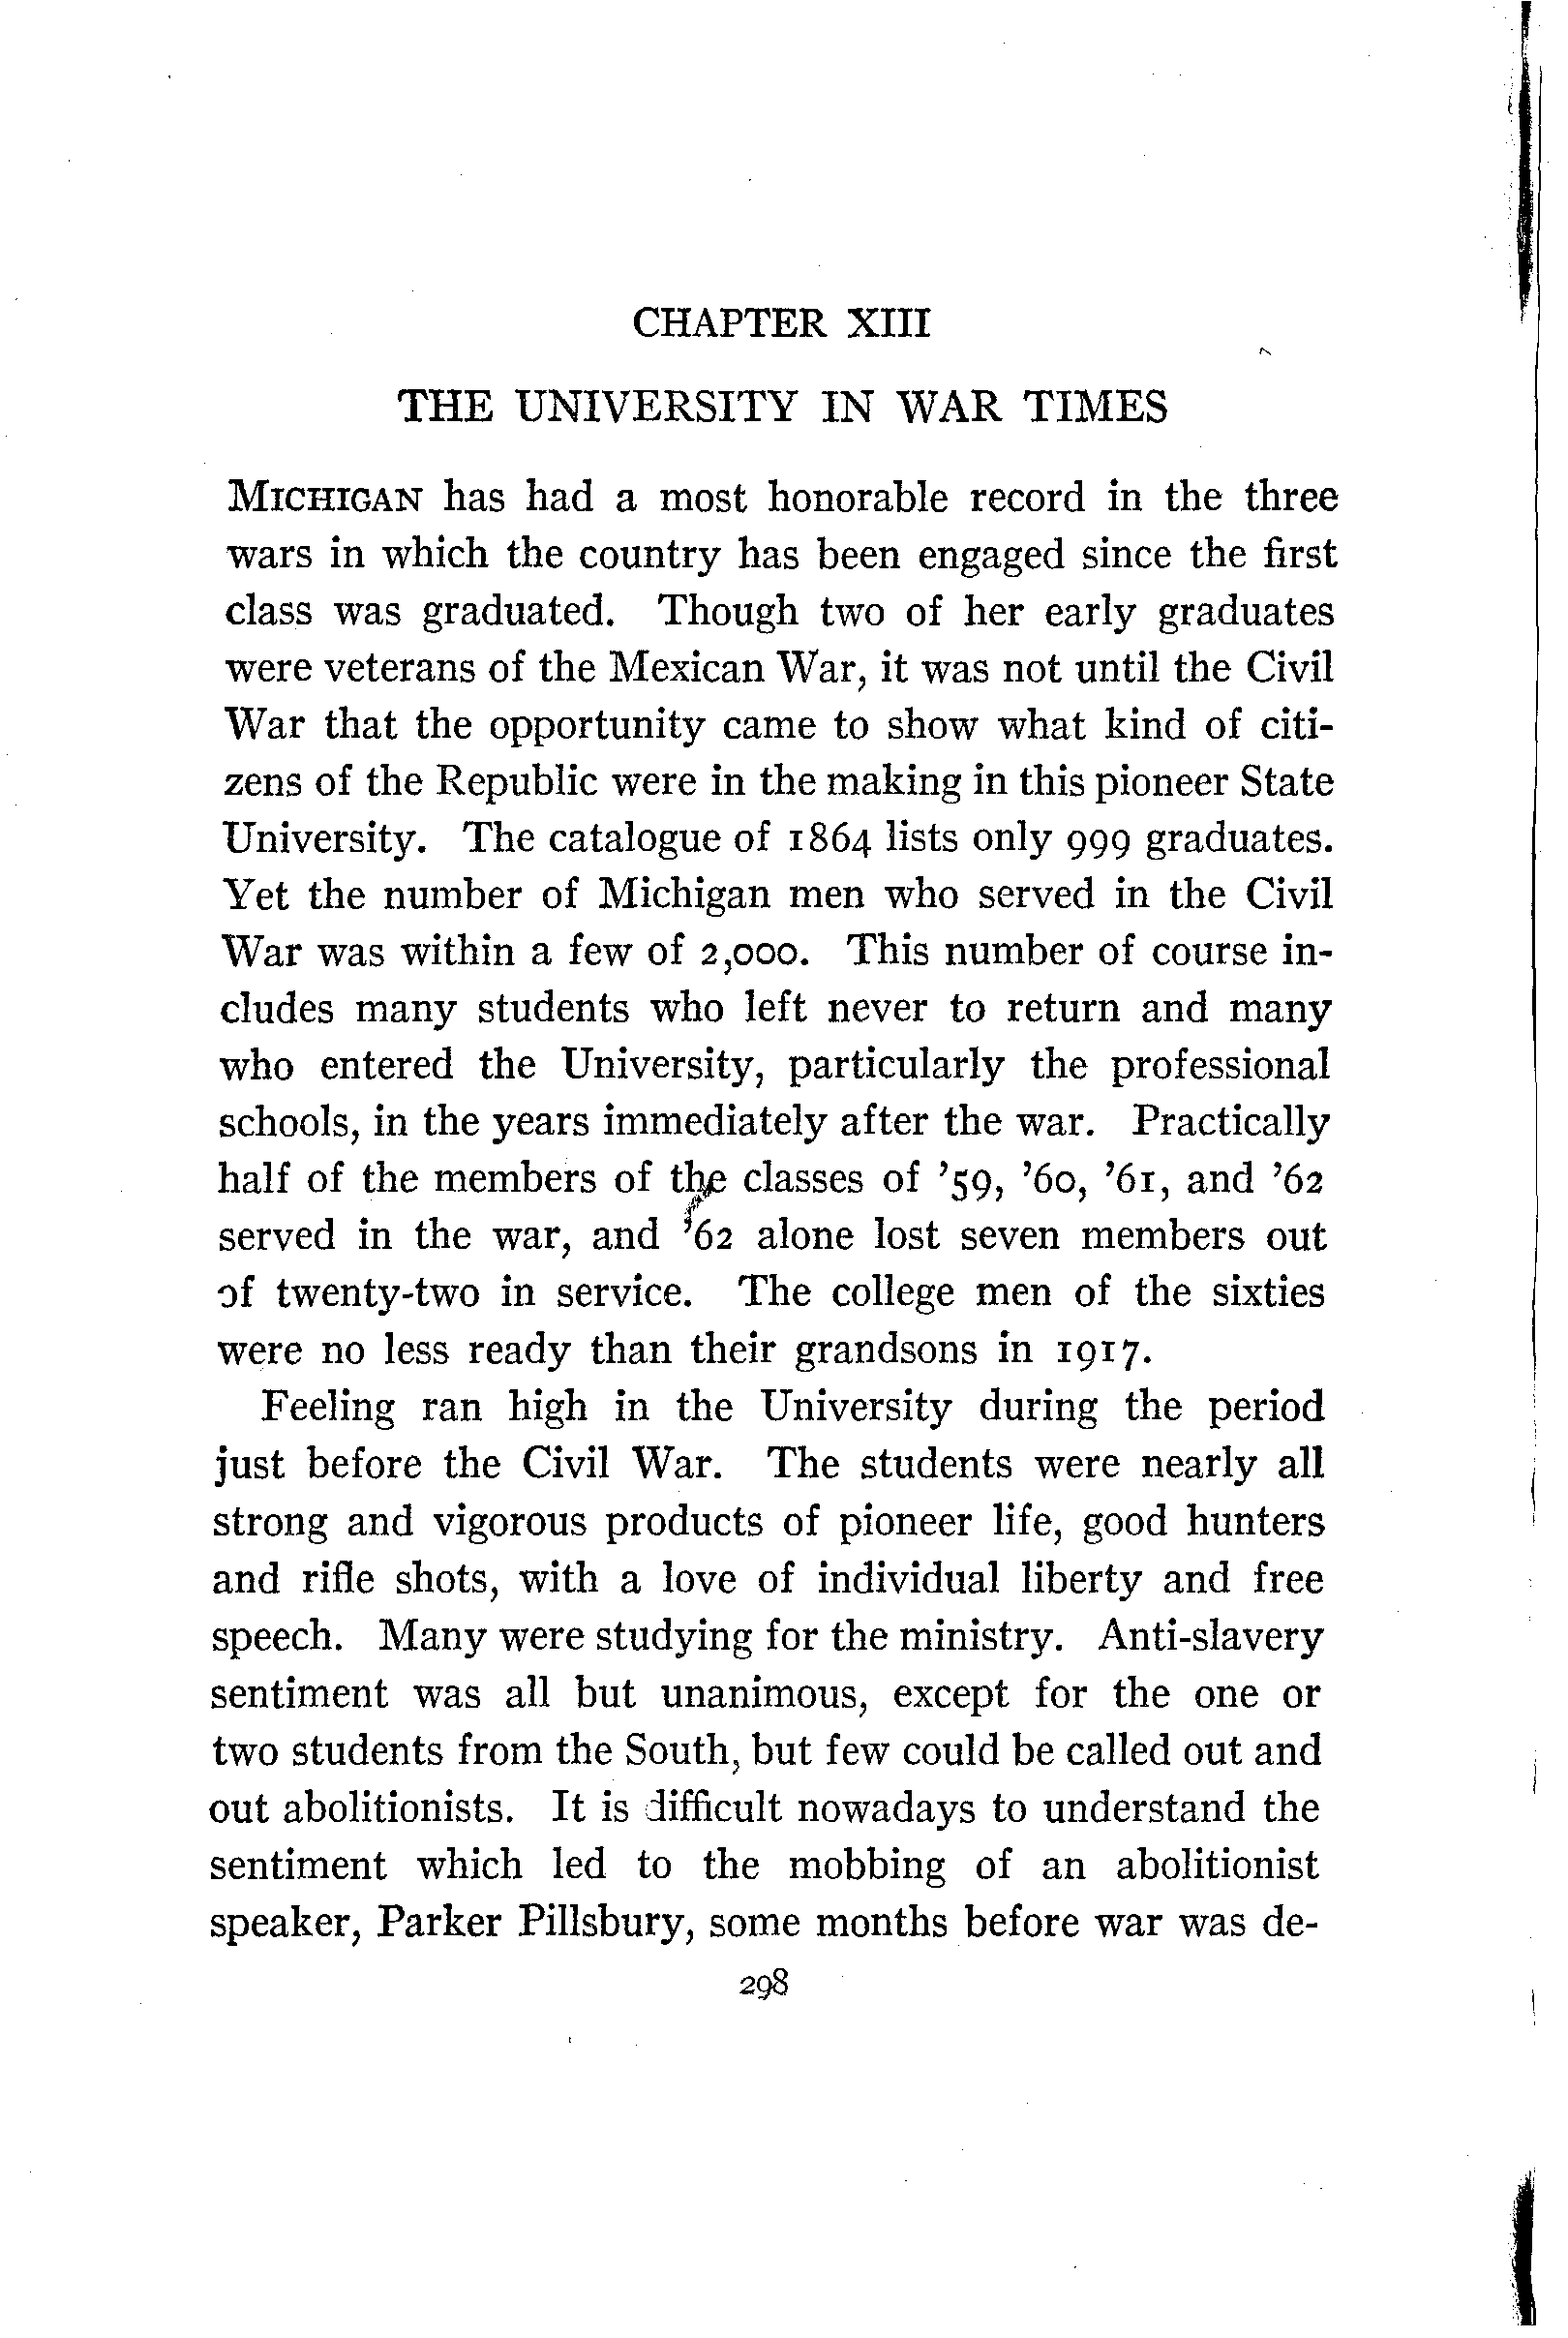 CHAPTER XIII
THE UNIVERSITY IN WAR TIMES
MICHIGAN has had a most honorable record in the three
wars in which the country has been engaged since the first
class was graduated. Though two of her early graduates
were veterans of the Mexican War, it was not until the Civil
War that the opportunity came to show what kind of citi-
zens of the Republic were in the making in this pioneer State
University. The catalogue of 1864 lists only 999 graduates.
Yet the number of Michigan men who served in the Civil
War was within a few of 2,000. This number of course in-
cludes many students who left never to return and many
who entered the University, particularly the professional
schools, in the years immediately after the war. Practically
half of the members of the classes of '59, '60, '61, and '62
served in the war, and '62 alone lost seven members out
of twenty-two in service. The college men of the sixties
were no less ready than their grandsons in 1917.
Feeling ran high in the University during the period
just before the Civil War. The students were nearly all
strong and vigorous products of pioneer life, good hunters
and rifle shots, with a love of individual liberty and free
speech. Many were studying for the ministry. Anti-slavery
sentiment was all but unanimous, except for the one or
two students from the South, but few could be called out and
out abolitionists. It is difficult nowadays to understand the
sentiment which led to the mobbing of an abolitionist
speaker, Parker Pillsbury, some months before war was de-
298